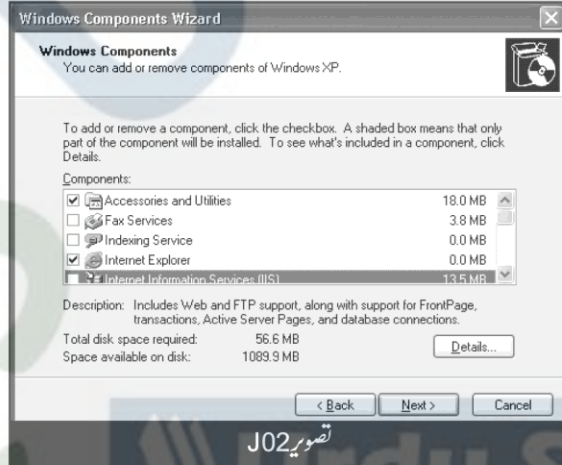 Windows Components Wizard
Windows Components
You can add or remove components of Windows XP.
To add or remove a component, click the checkbox. A shaded box means that only
part of the component will be installed. To see what's included in a component, click
Details.
Components:
Accessories and Utilities 18.0 MB
Fax Services 3.8 MB
Indexing Service 0.0 MB
Internet Explorer 0.0 MB
Internet Information Services (IIS) 13.5 MB
Description: Includes Web and FTP support, along with support for FrontPage,
transactions, Active Server Pages, and database connections.
Total disk space required: 56.6 MB
Space available on disk: 1089.9 MB
Details...
< Back Next > Cancel
تصویر J02
Urdu S